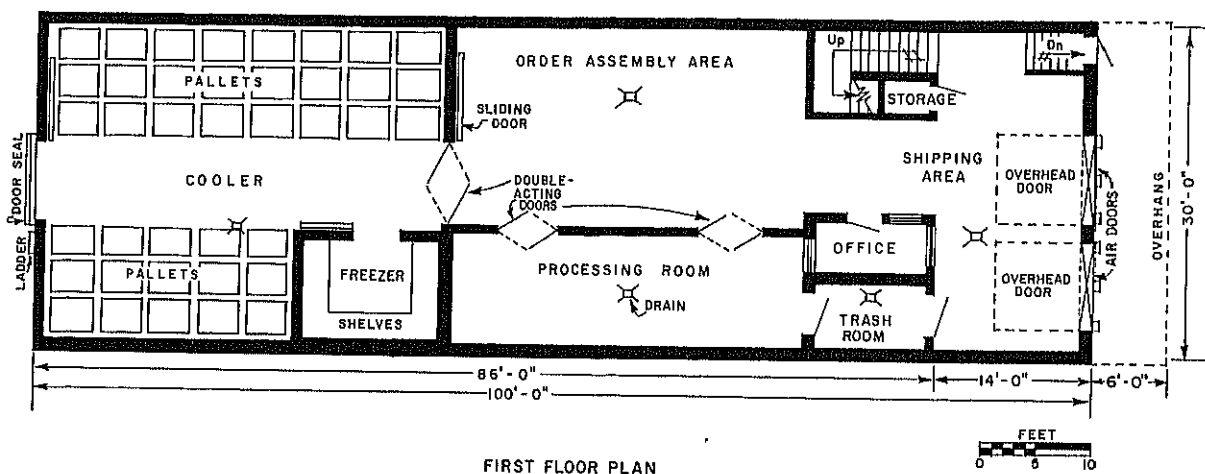 Up
Dn
ORDER ASSEMBLY AREA
PALLETS
SLIDING
DOOR
STORAGE
DOOR SEAL
COOLER
DOUBLE-
ACTING
DOORS
SHIPPING
AREA
OVERHEAD
DOOR
AIR DOORS
OVERHANG
30'-0"
LADDER
PALLETS
FREEZER
SHELVES
PROCESSING ROOM
DRAIN
OFFICE
TRASH
ROOM
OVERHEAD
DOOR
86'-0"
14'-0"
6'-0"
100'-0"
FIRST FLOOR PLAN
FEET
0 5 10